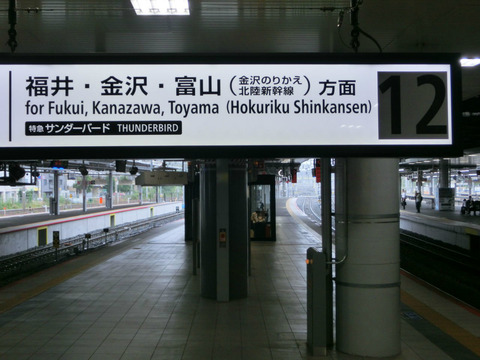 福井・金沢・富山（金沢のりかえ 北陸新幹線）方面
for Fukui, Kanazawa, Toyama (Hokuriku Shinkansen)
特急 サンダーバード THUNDERBIRD
12